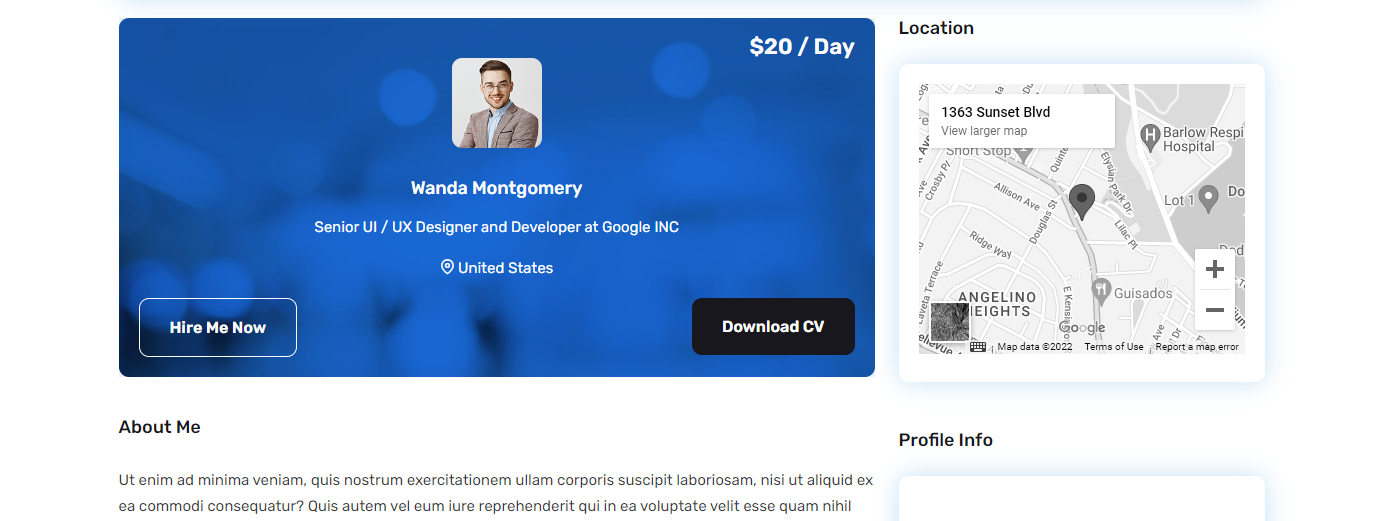 $20 / Day
Wanda Montgomery
Senior UI / UX Designer and Developer at Google INC
United States
Hire Me Now
Download CV
About Me
Ut enim ad minima veniam, quis nostrum exercitationem ullam corporis suscipit laboriosam, nisi ut aliquid ex
ea commodi consequatur? Quis autem vel eum iure reprehenderit qui in ea voluptate velit esse quam nihil
Location
1363 Sunset Blvd
View larger map
Short Stop
Barlow Respi
Hospital
Elysian Park Dr
Crosby Pl
Allison Ave
Douglas St
Lot 1
Do
Lilac Pl
Ridge Way
Dod
Laveta Terrace
ANGELINO
HEIGHTS
E Kensing
Guisados
Google
Map data ©2022
Terms of Use
Report a map error
Profile Info